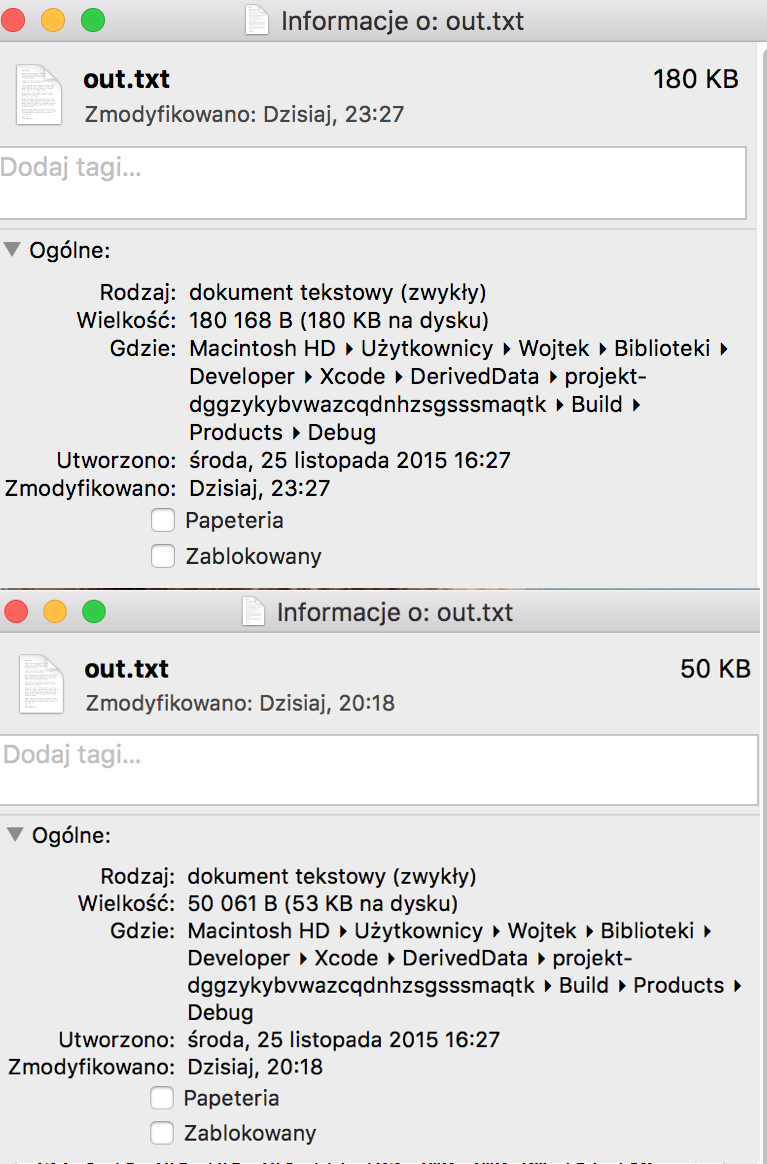 Informacje o: out.txt
out.txt 180 KB
Zmodyfikowano: Dzisiaj, 23:27
Dodaj tagi...
Ogólne:
Rodzaj: dokument tekstowy (zwykły)
Wielkość: 180 168 B (180 KB na dysku)
Gdzie: Macintosh HD ▸ Użytkownicy ▸ Wojtek ▸ Biblioteki ▸
Developer ▸ Xcode ▸ DerivedData ▸ projekt-
dggzykybvwazcqdnhzsgsssmaqtk ▸ Build ▸
Products ▸ Debug
Utworzono: środa, 25 listopada 2015 16:27
Zmodyfikowano: Dzisiaj, 23:27
Papeteria
Zablokowany
Informacje o: out.txt
out.txt 50 KB
Zmodyfikowano: Dzisiaj, 20:18
Dodaj tagi...
Ogólne:
Rodzaj: dokument tekstowy (zwykły)
Wielkość: 50 061 B (53 KB na dysku)
Gdzie: Macintosh HD ▸ Użytkownicy ▸ Wojtek ▸ Biblioteki ▸
Developer ▸ Xcode ▸ DerivedData ▸ projekt-
dggzykybvwazcqdnhzsgsssmaqtk ▸ Build ▸ Products ▸
Debug
Utworzono: środa, 25 listopada 2015 16:27
Zmodyfikowano: Dzisiaj, 20:18
Papeteria
Zablokowany